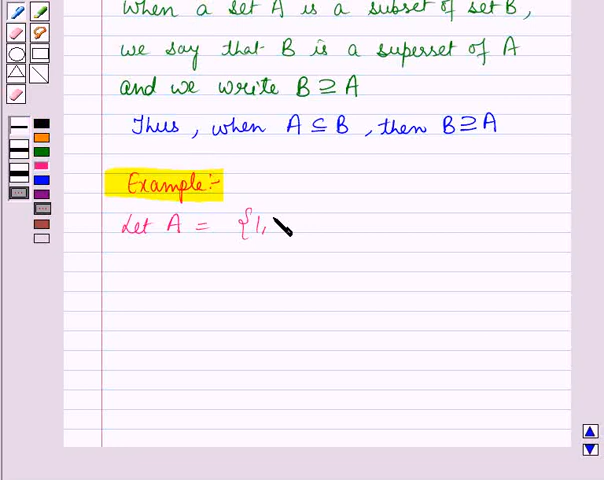 When a set A is a subset of set B,
we say that B is a superset of A
and we write B ⊇ A
Thus, when A ⊆ B, then B ⊇ A
Example:-
Let A = {1,